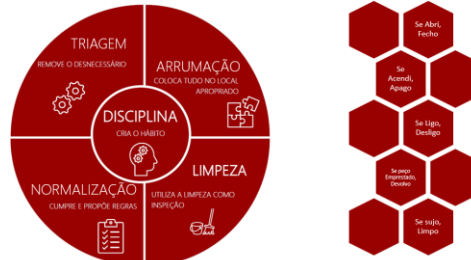 TRIAGEM
REMOVE O DESNECESSÁRIO
ARRUMAÇÃO
COLOCA TUDO NO LOCAL
APROPRIADO
DISCIPLINA
CRIA O HÁBITO
NORMALIZAÇÃO
CUMPRE E PROPÕE REGRAS
LIMPEZA
UTILIZA A LIMPEZA COMO
INSPEÇÃO
Se Abri,
Fecho
Se
Acendi,
Apago
Se Ligo,
Desligo
Se peço
Emprestado,
Devolvo
Se sujo,
Limpo